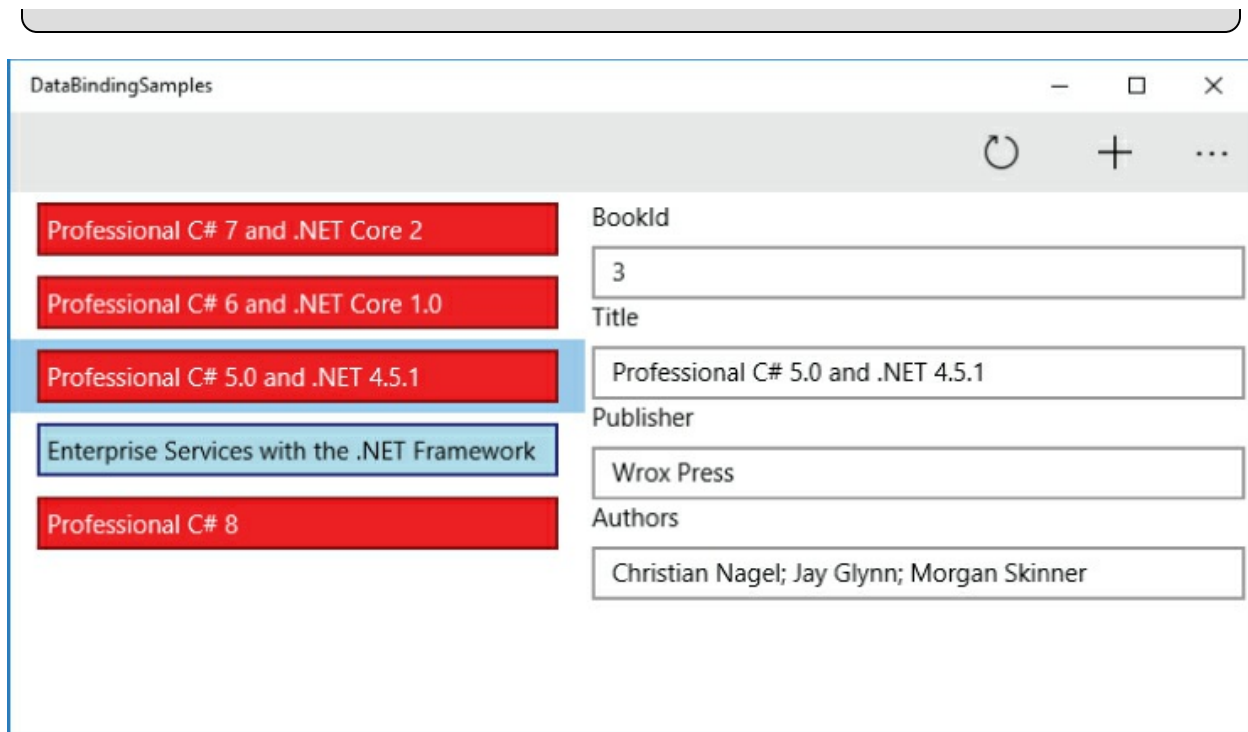 DataBindingSamples
Professional C# 7 and .NET Core 2
Professional C# 6 and .NET Core 1.0
Professional C# 5.0 and .NET 4.5.1
Enterprise Services with the .NET Framework
Professional C# 8
BookId
3
Title
Professional C# 5.0 and .NET 4.5.1
Publisher
Wrox Press
Authors
Christian Nagel; Jay Glynn; Morgan Skinner